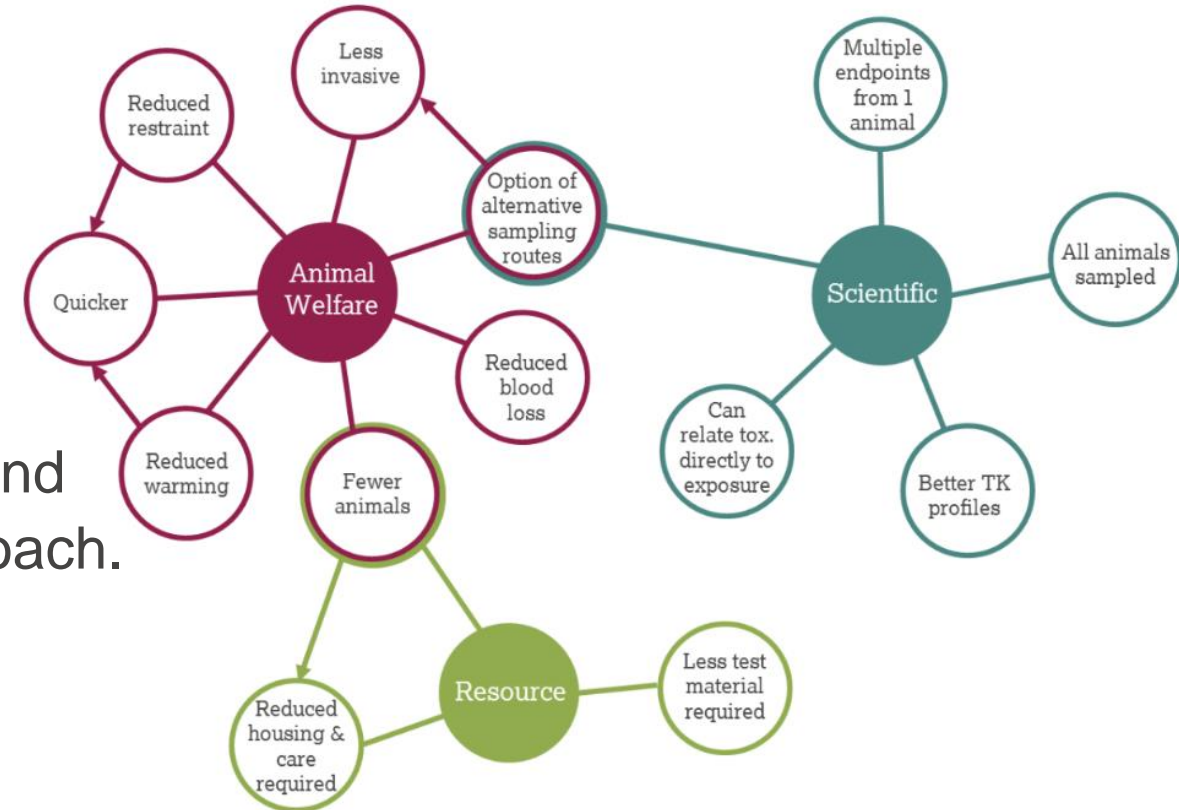 Less
invasive
Reduced
restraint
Option of
alternative
sampling
routes
Animal
Welfare
Quicker
Reduced
blood
loss
Reduced
warming
Fewer
animals
Multiple
endpoints
from 1
animal
All animals
sampled
Scientific
Can
relate tox.
directly to
exposure
Better TK
profiles
Resource
Less test
material
required
Reduced
housing &
care
required